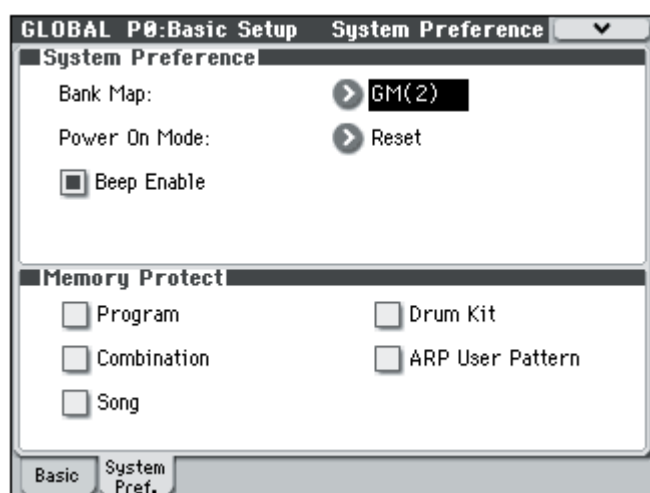 GLOBAL P0:Basic Setup System Preference
System Preference
Bank Map: GM(2)
Power On Mode: Reset
Beep Enable
Memory Protect
Program Drum Kit
Combination ARP User Pattern
Song
Basic System Pref.